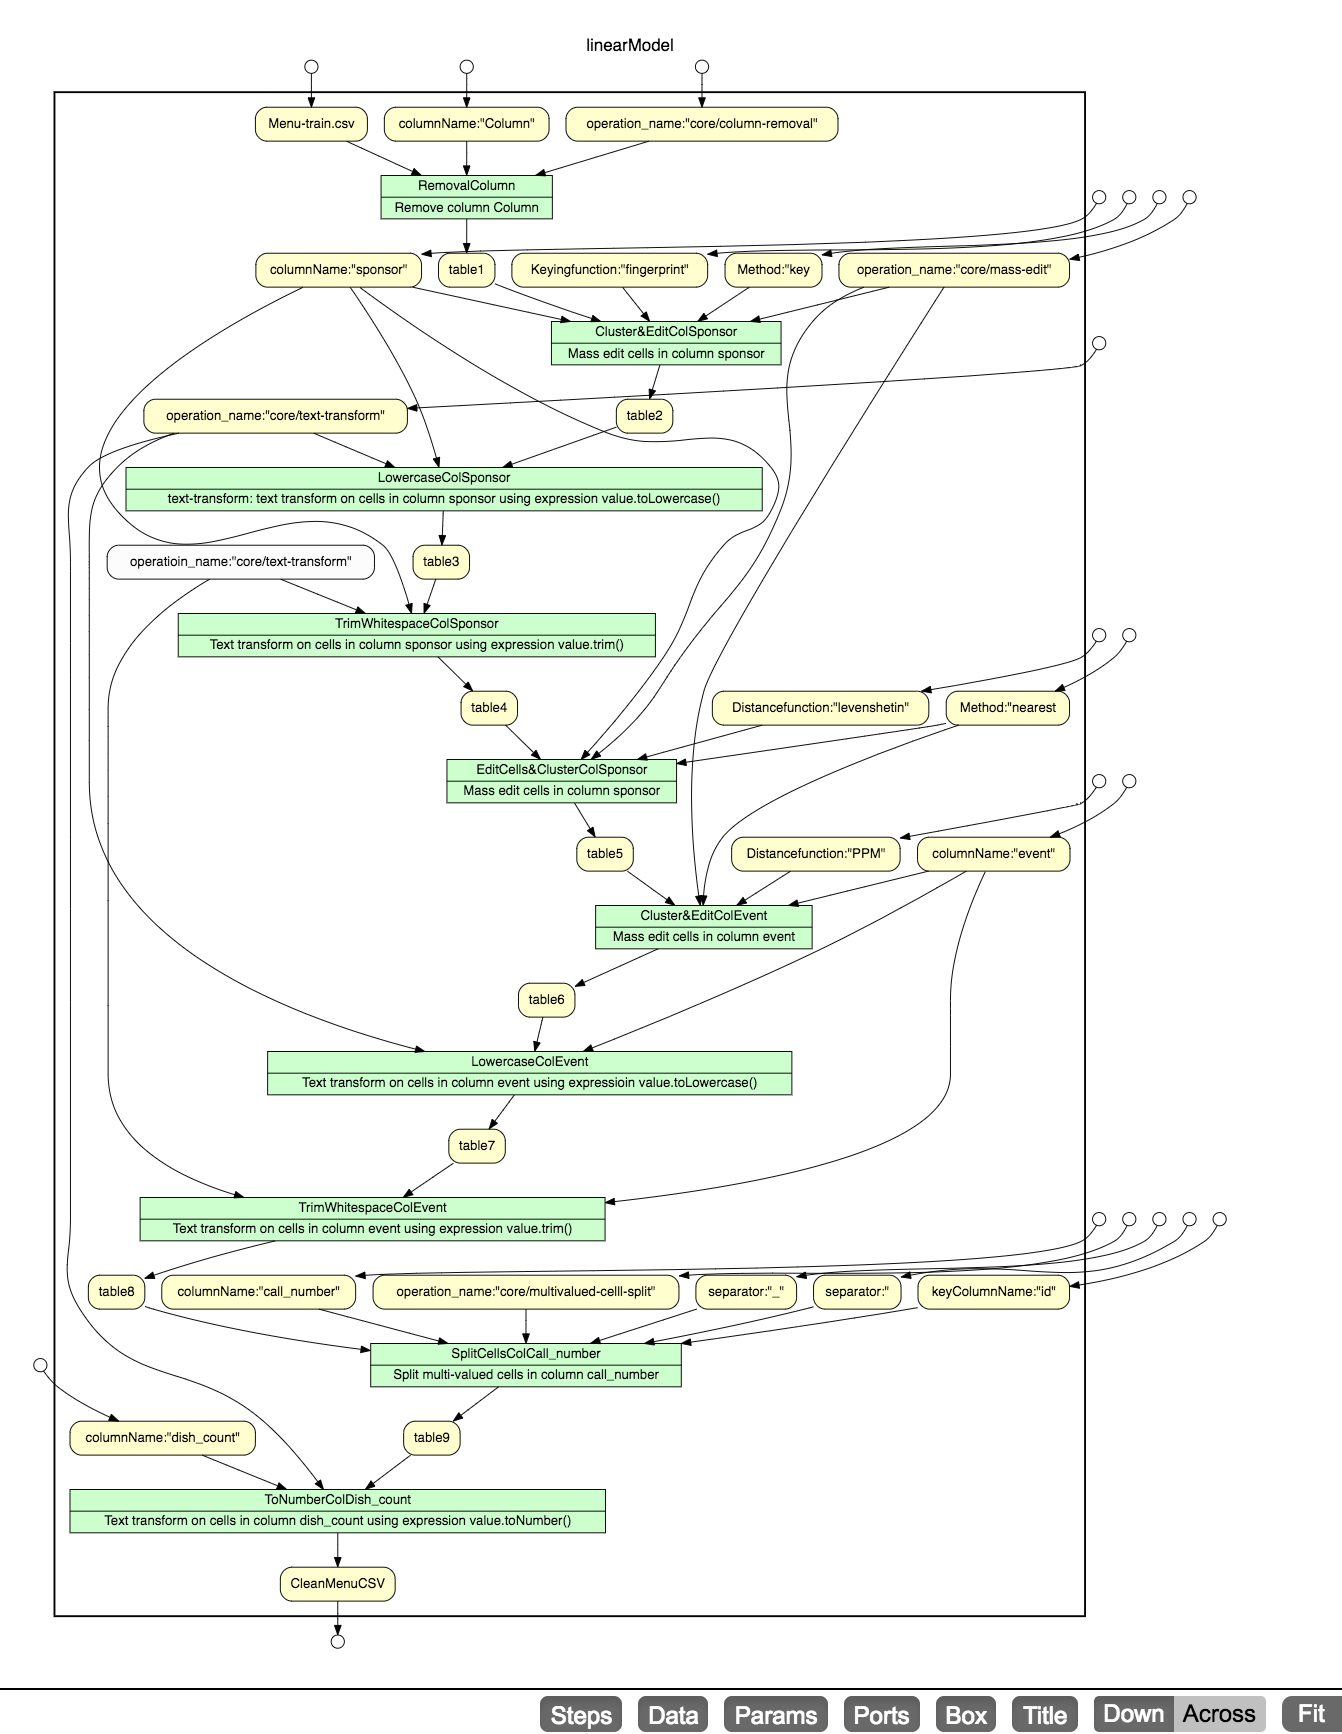 linearModel
Menu-train.csv
columnName:"Column"
operation_name:"core/column-removal"
RemovalColumn
Remove column Column
columnName:"sponsor"
table1
Keyingfunction:"fingerprint"
Method:"key
operation_name:"core/mass-edit"
Cluster&EditColSponsor
Mass edit cells in column sponsor
operation_name:"core/text-transform"
table2
LowercaseColSponsor
text-transform: text transform on cells in column sponsor using expression value.toLowercase()
operatioin_name:"core/text-transform"
table3
TrimWhitespaceColSponsor
Text transform on cells in column sponsor using expression value.trim()
table4
Distancefunction:"levenshetin"
Method:"nearest
EditCells&ClusterColSponsor
Mass edit cells in column sponsor
table5
Distancefunction:"PPM"
columnName:"event"
Cluster&EditColEvent
Mass edit cells in column event
table6
LowercaseColEvent
Text transform on cells in column event using expressioin value.toLowercase()
table7
TrimWhitespaceColEvent
Text transform on cells in column event using expression value.trim()
table8
columnName:"call_number"
operation_name:"core/multivalued-celll-split"
separator:"_"
separator:"
keyColumnName:"id"
SplitCellsColCall_number
Split multi-valued cells in column call_number
columnName:"dish_count"
table9
ToNumberColDish_count
Text transform on cells in column dish_count using expression value.toNumber()
CleanMenuCSV
Steps
Data
Params
Ports
Box
Title
Down
Across
Fit